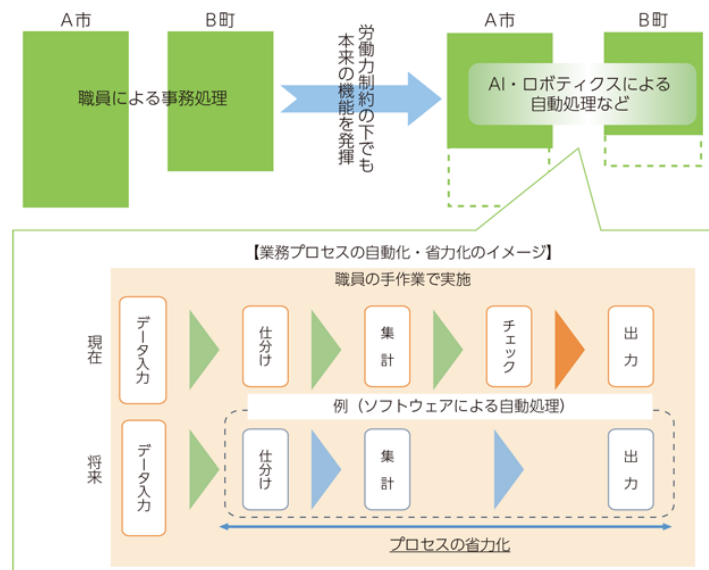 A市
B町
職員による事務処理
労働力制約の下でも
本来の機能を発揮
A市
B町
AI・ロボティクスによる
自動処理など
【業務プロセスの自動化・省力化のイメージ】
職員の手作業で実施
現在
データ入力
仕分け
集計
チェック
出力
例（ソフトウェアによる自動処理）
将来
データ入力
仕分け
集計
出力
プロセスの省力化